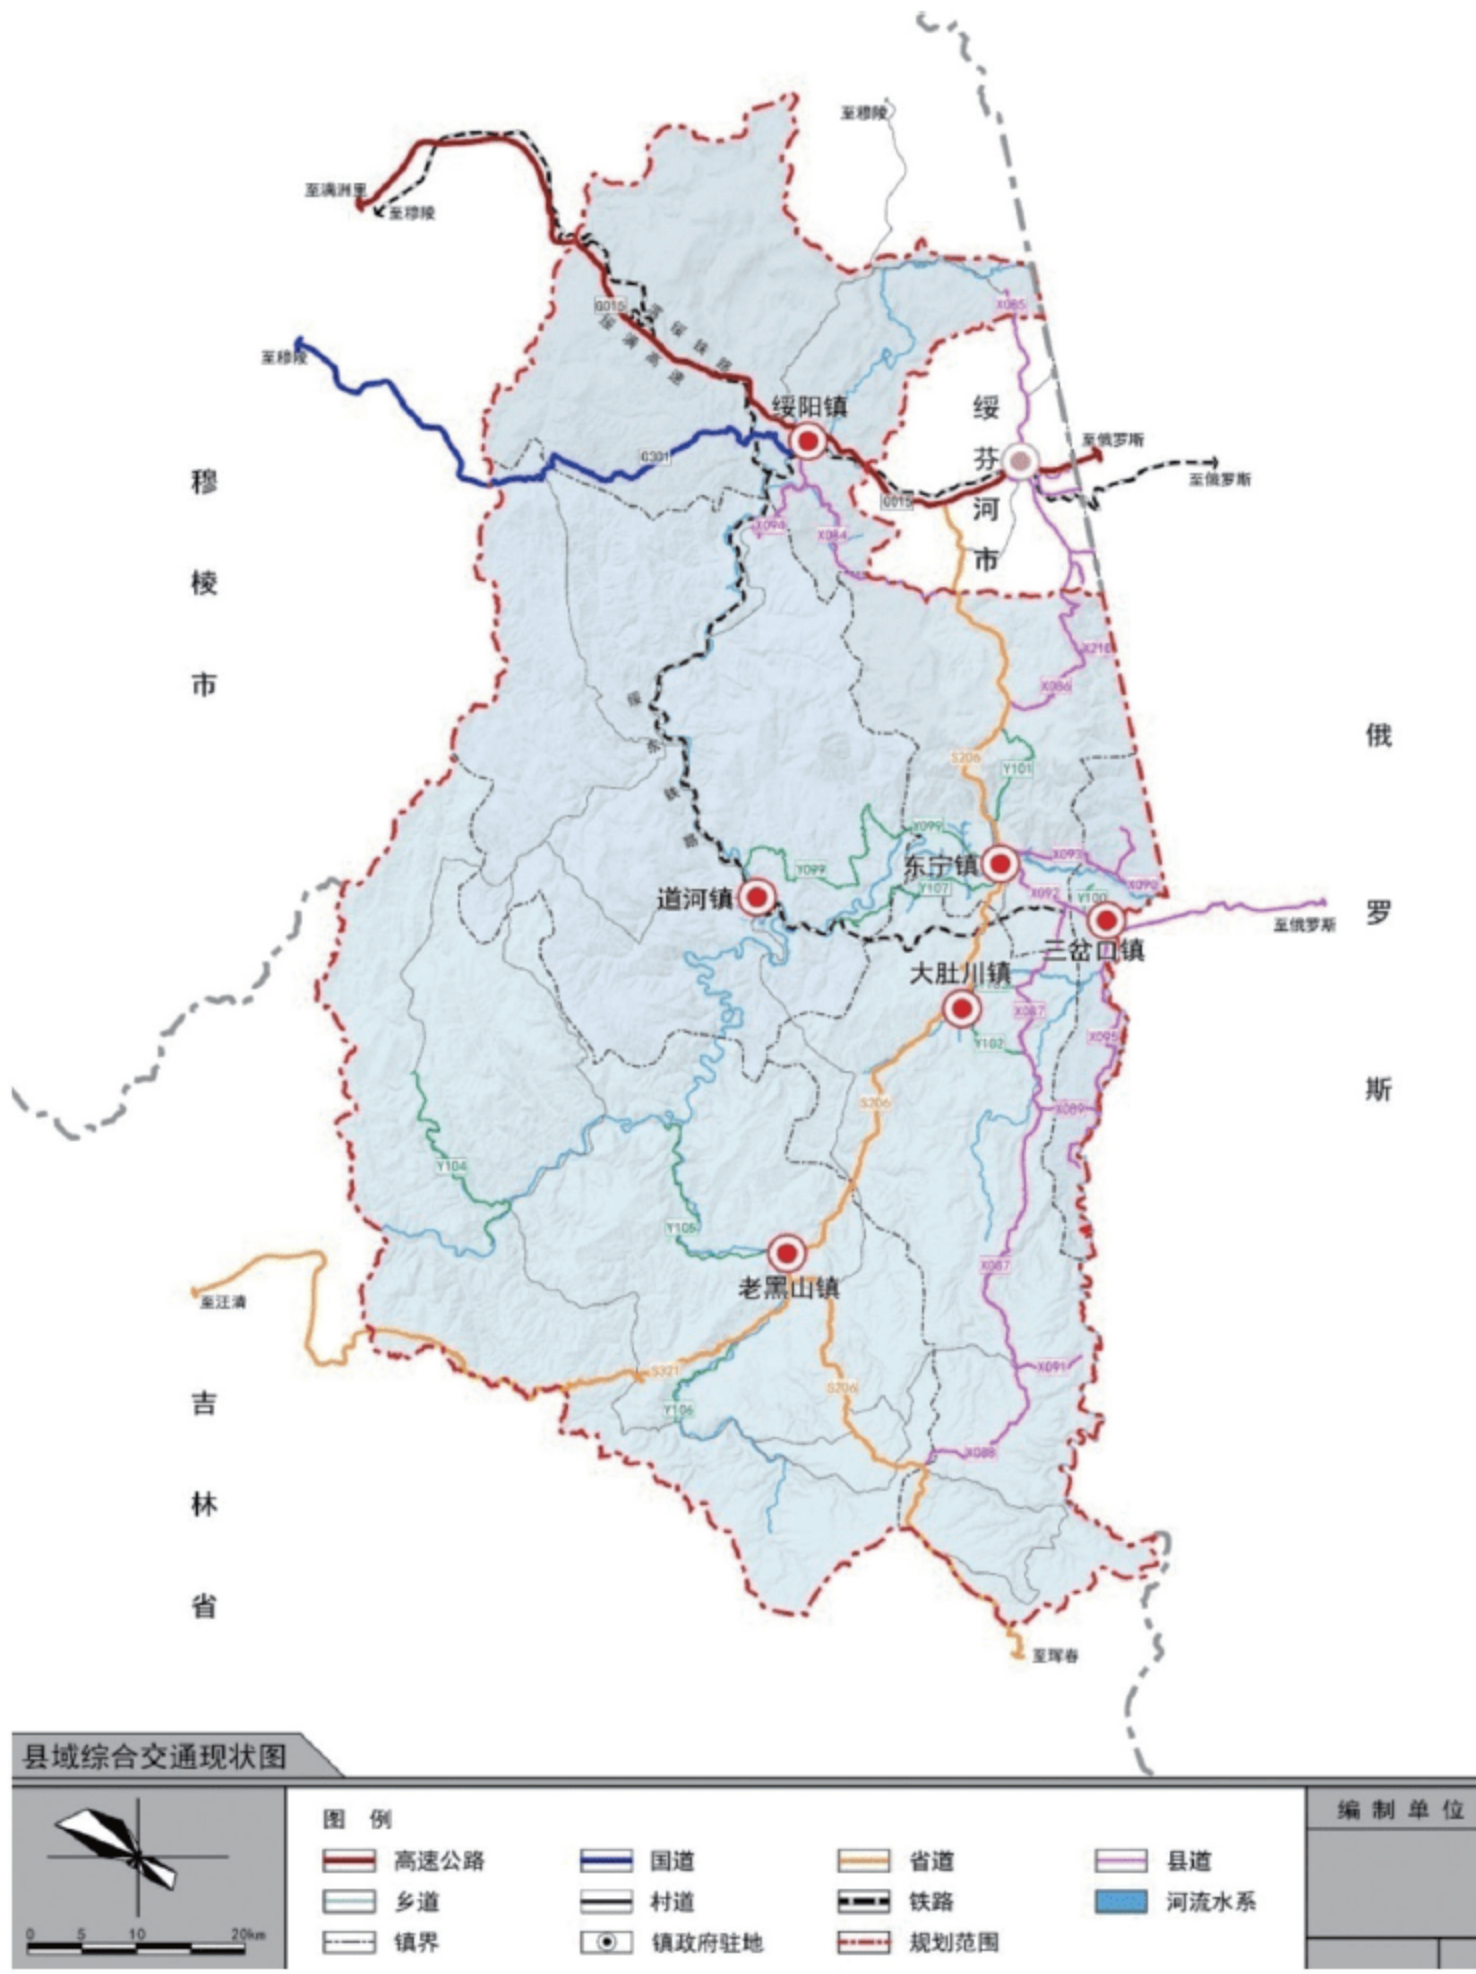 至穆陵
至满洲里
至穆陵
X085
G015
滨绥铁路
绥满高速
至穆陵
绥阳镇
绥芬河市
至俄罗斯
G301
至俄罗斯
穆棱市
G015
X094
X084
X210
X086
俄罗斯
绥东铁路
S206
Y101
Y099
X093
Y099
东宁镇
Y107
X092
X090
Y100
道河镇
至俄罗斯
三岔口镇
大肚川镇
X087
X095
Y102
S206
X089
Y104
Y105
X087
老黑山镇
至汪清
S321
X091
S206
Y106
吉林省
X088
至珲春
县域综合交通现状图
编制单位
图 例
高速公路 国道 省道 县道
乡道 村道 铁路 河流水系
镇界 镇政府驻地 规划范围
0 5 10 20km